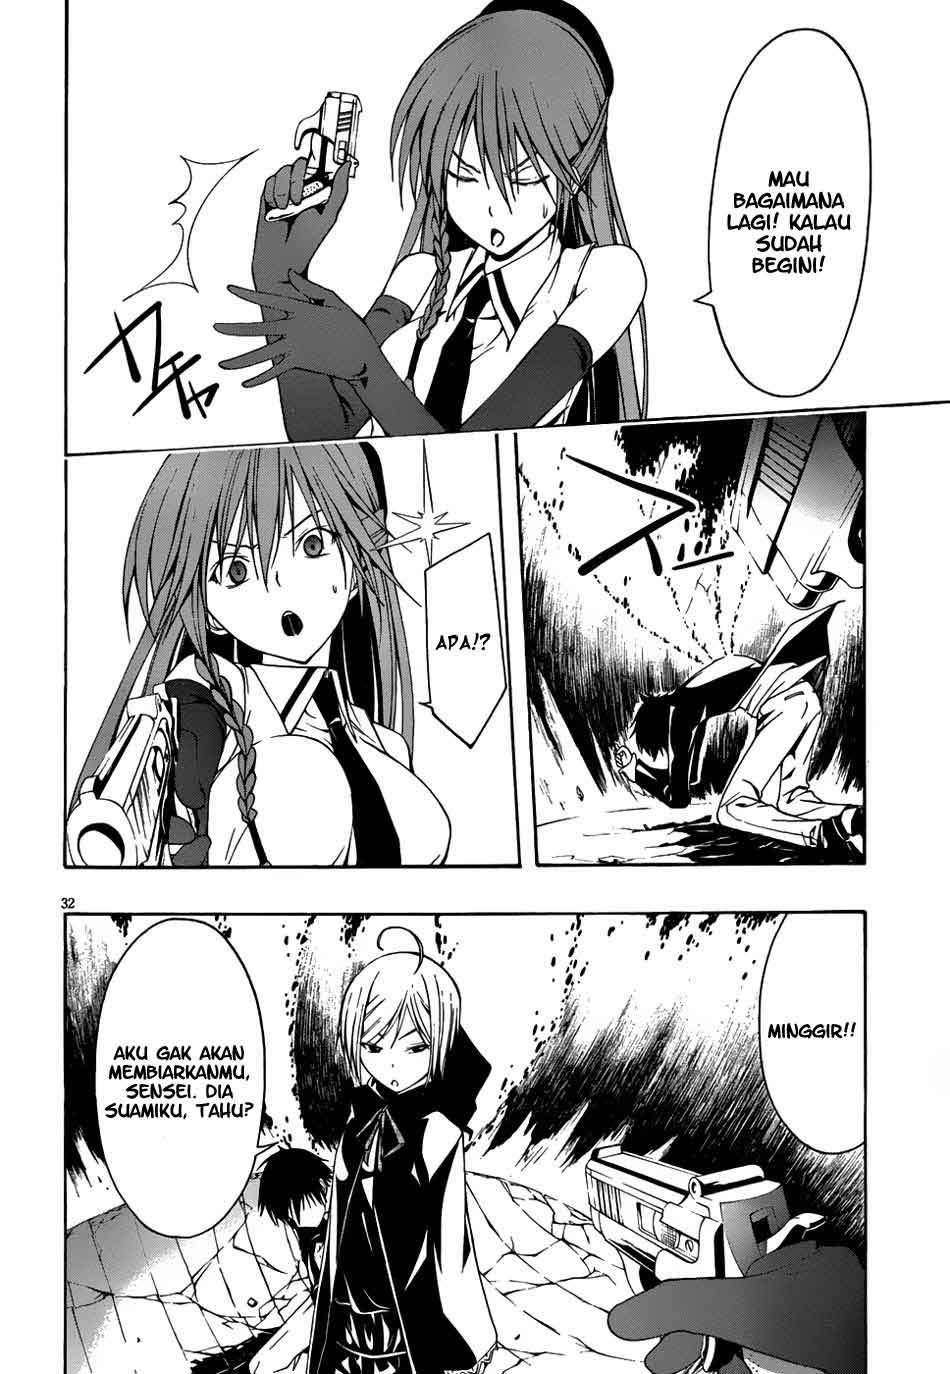 MAU
BAGAIMANA
LAGI! KALAU
SUDAH
BEGINI!
ガチャ
APA!?
32
MINGGIR!!
AKU GAK AKAN
MEMBIARKANMU,
SENSEI. DIA
SUAMIKU, TAHU?